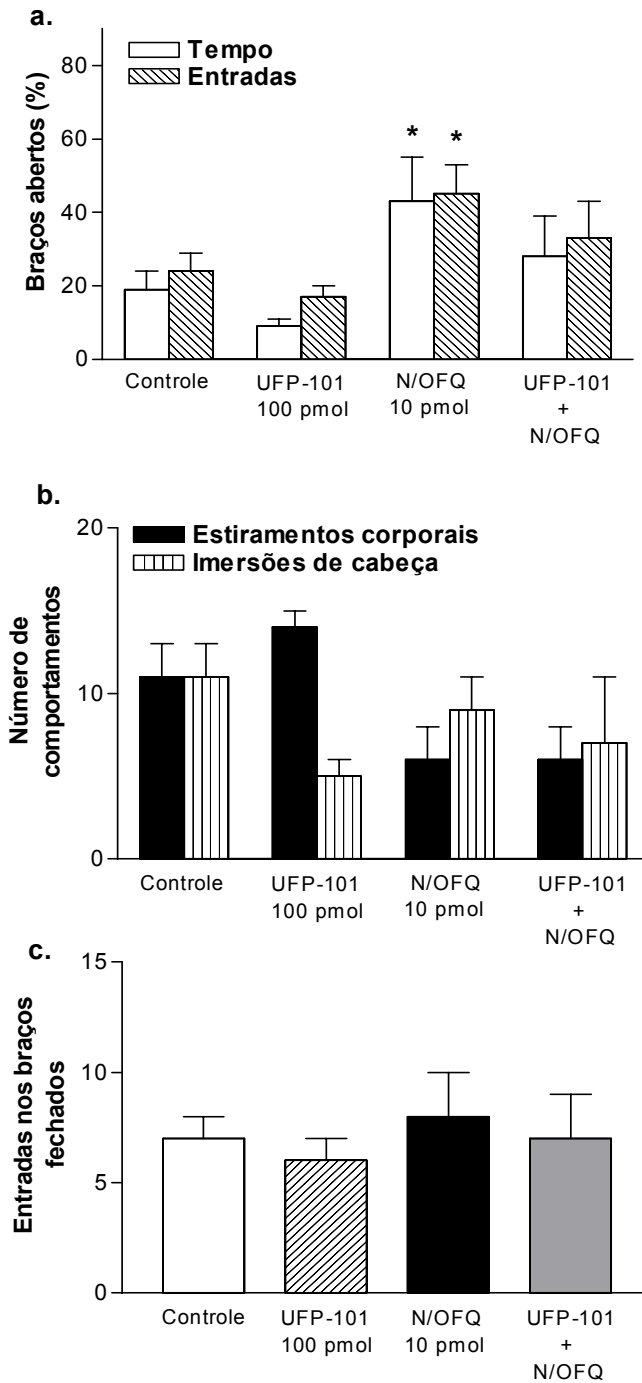 a.
Tempo
Entradas
Braços abertos (%)
80
60
40
20
0
* *
Controle
UFP-101
100 pmol
N/OFQ
10 pmol
UFP-101
+
N/OFQ
b.
Estiramentos corporais
Imersões de cabeça
Número de
comportamentos
20
10
0
Controle
UFP-101
100 pmol
N/OFQ
10 pmol
UFP-101
+
N/OFQ
c.
Entradas nos braços
fechados
15
10
5
0
Controle
UFP-101
100 pmol
N/OFQ
10 pmol
UFP-101
+
N/OFQ